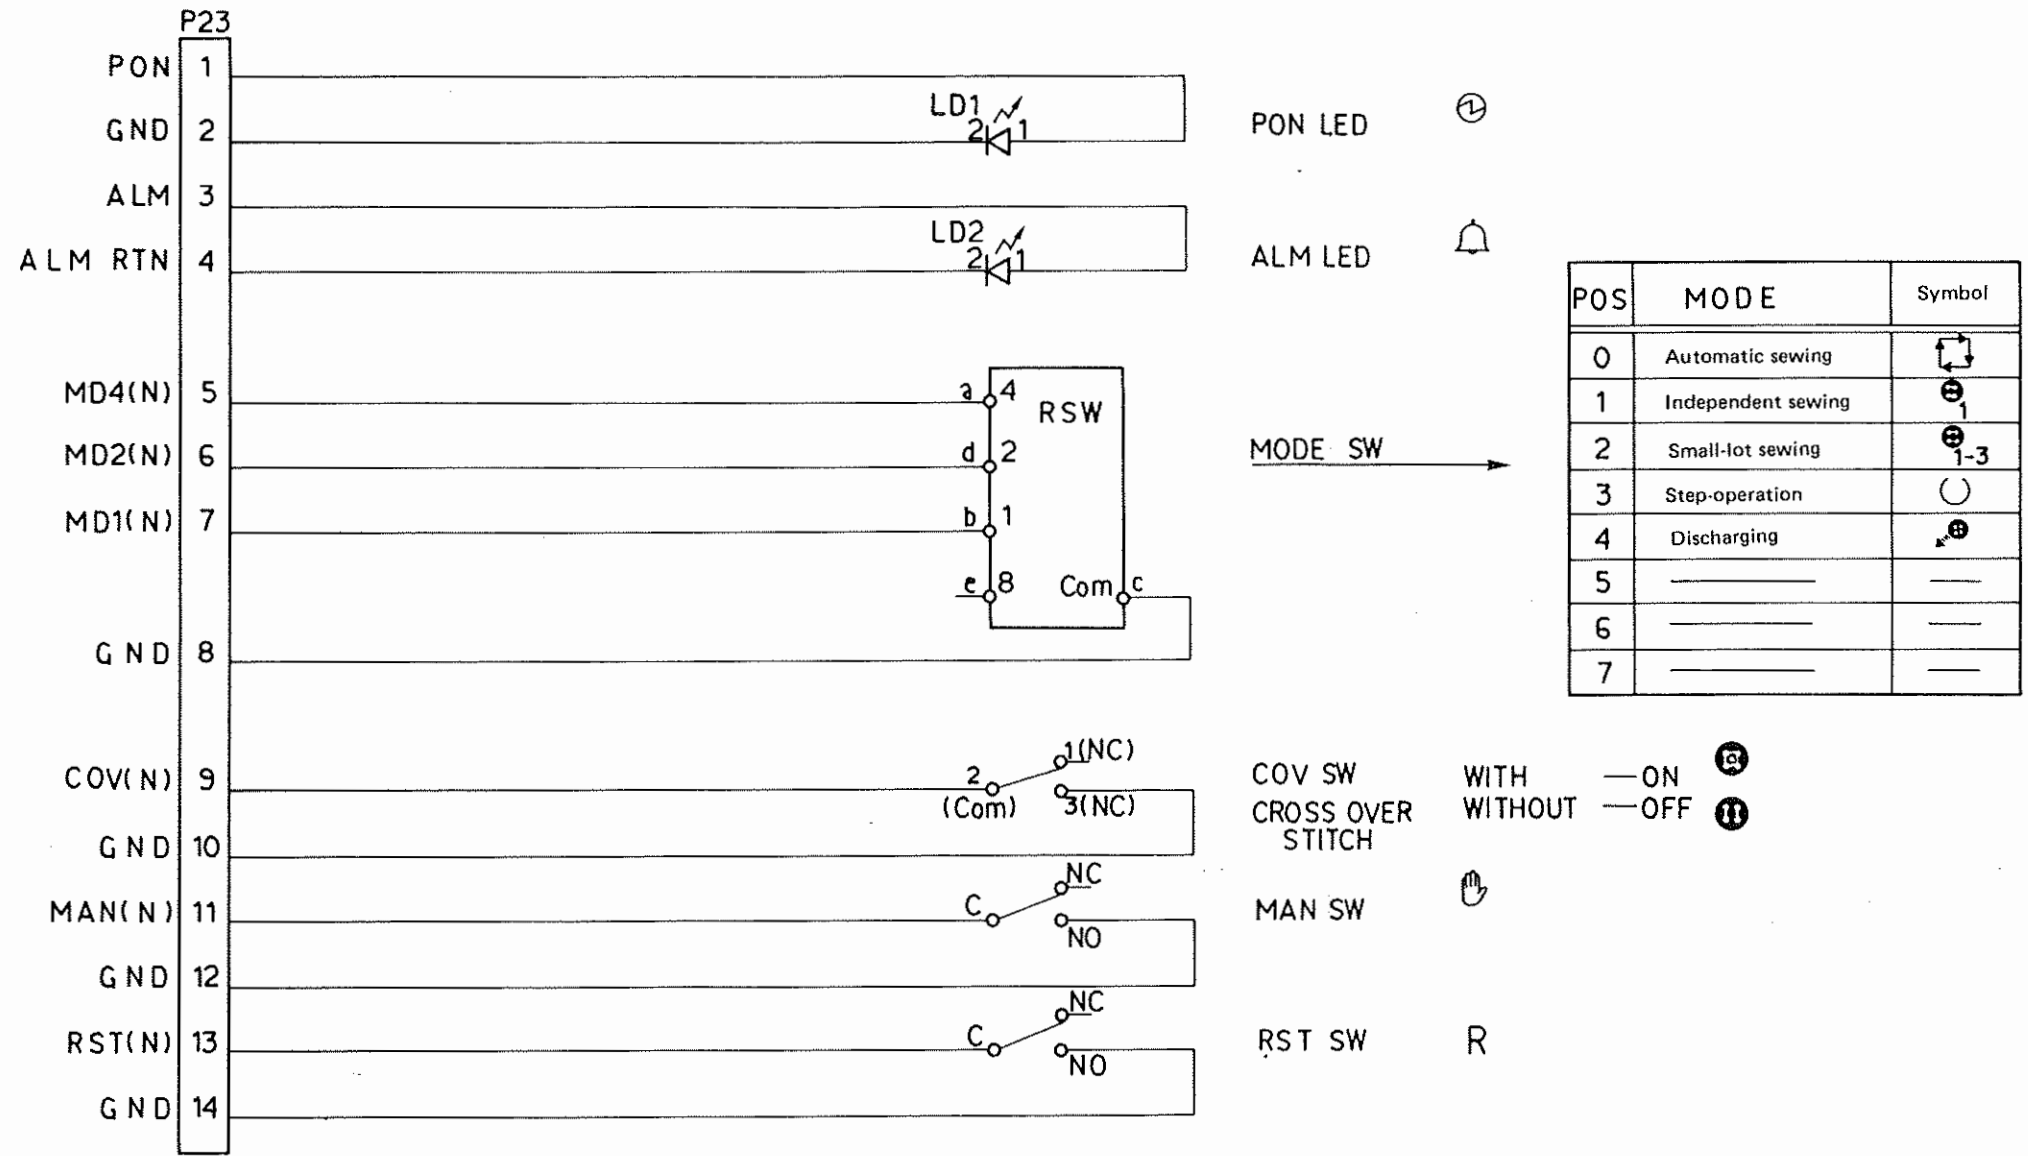 P23
PON 1
GND 2
LD1
2 1
PON LED
ALM 3
ALM RTN 4
LD2
2 1
ALM LED
POS MODE Symbol
0 Automatic sewing
1 Independent sewing 1
2 Small-lot sewing 1-3
3 Step-operation
4 Discharging
5
6
7
MD4(N) 5 a 4
RSW
MD2(N) 6 d 2
MODE SW
MD1(N) 7 b 1
e 8 Com c
GND 8
COV(N) 9 2 (Com) 1(NC)
3(NC)
COV SW WITH —ON
CROSS OVER WITHOUT —OFF
STITCH
GND 10
MAN(N) 11 C NC
NO
MAN SW
GND 12
RST(N) 13 C NC
NO
RST SW R
GND 14